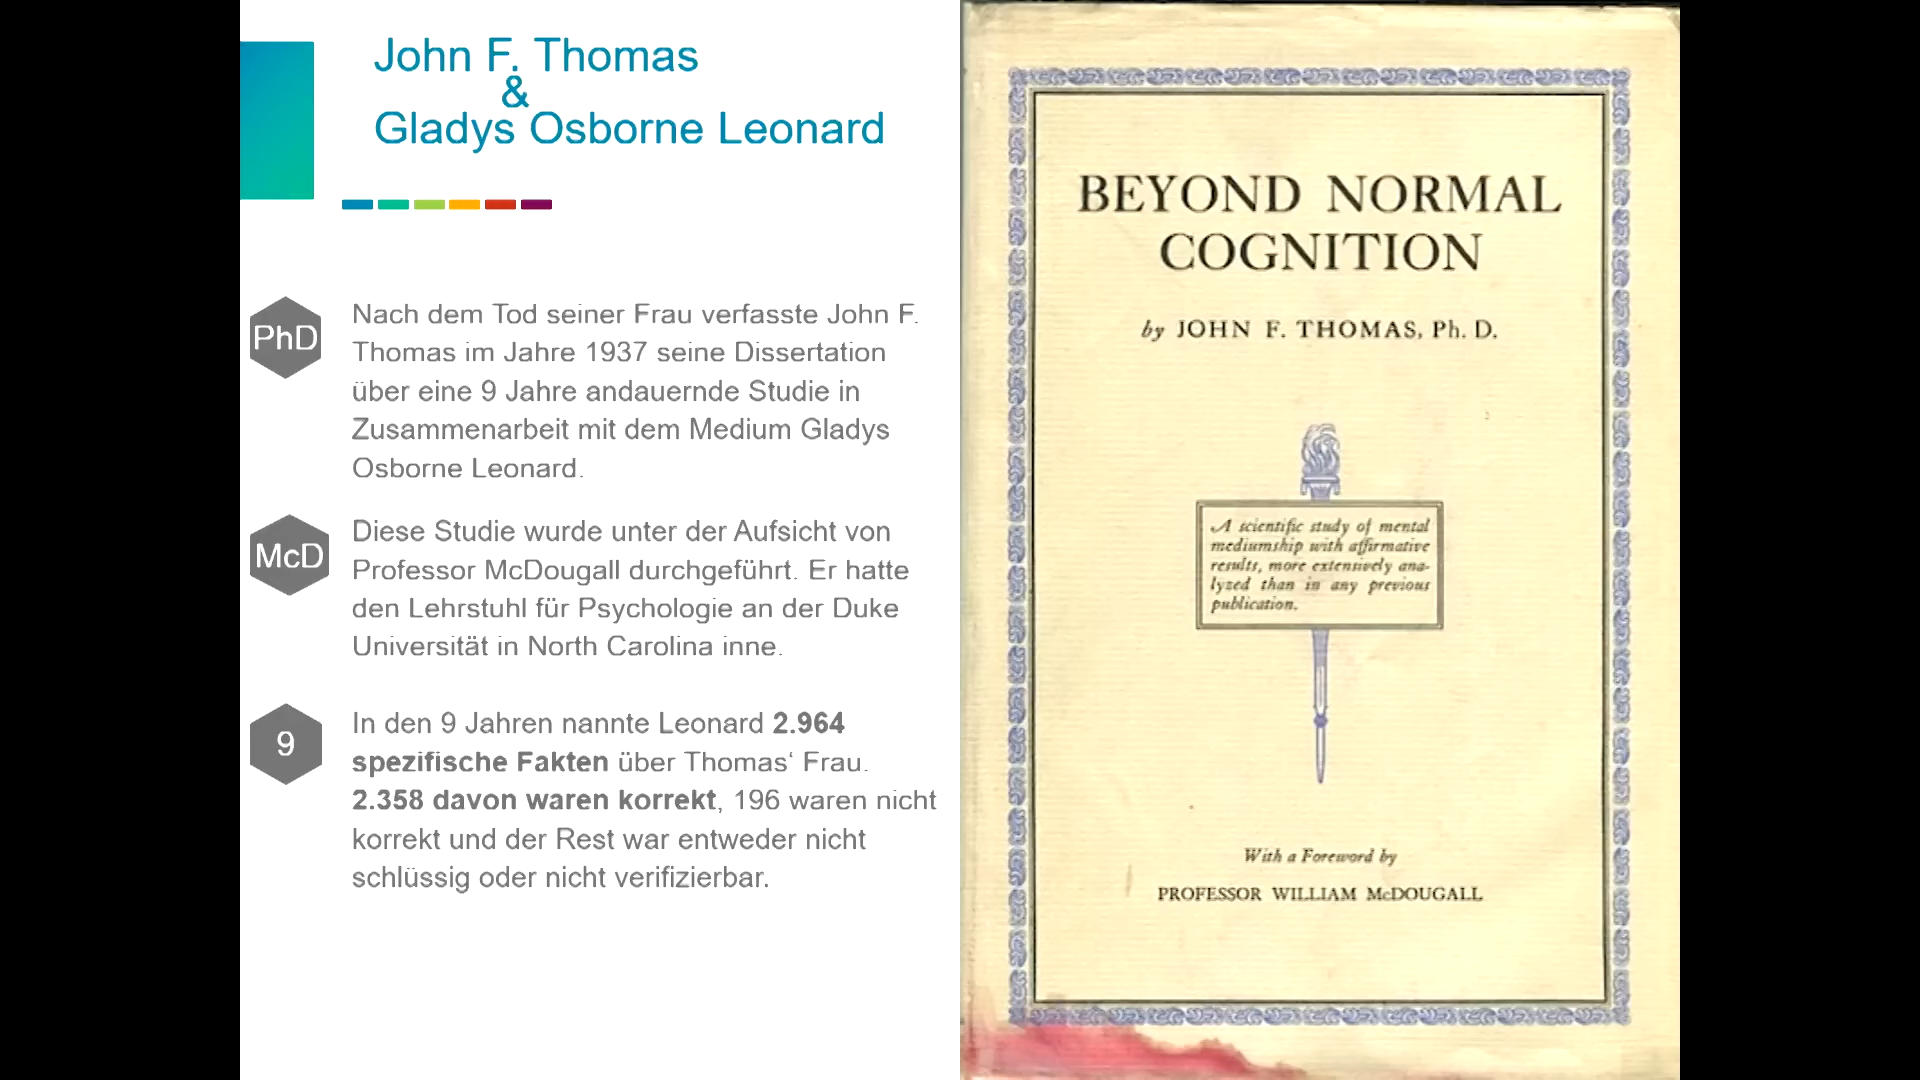 John F. Thomas
&
Gladys Osborne Leonard
PhD
Nach dem Tod seiner Frau verfasste John F.
Thomas im Jahre 1937 seine Dissertation
über eine 9 Jahre andauernde Studie in
Zusammenarbeit mit dem Medium Gladys
Osborne Leonard.
McD
Diese Studie wurde unter der Aufsicht von
Professor McDougall durchgeführt. Er hatte
den Lehrstuhl für Psychologie an der Duke
Universität in North Carolina inne.
9
In den 9 Jahren nannte Leonard 2.964
spezifische Fakten über Thomas‘ Frau.
2.358 davon waren korrekt, 196 waren nicht
korrekt und der Rest war entweder nicht
schlüssig oder nicht verifizierbar.
BEYOND NORMAL
COGNITION
by JOHN F. THOMAS, Ph. D.
A scientific study of mental
mediumship with affirmative
results, more extensively ana-
lyzed than in any previous
publication.
With a Foreword by
PROFESSOR WILLIAM McDOUGALL